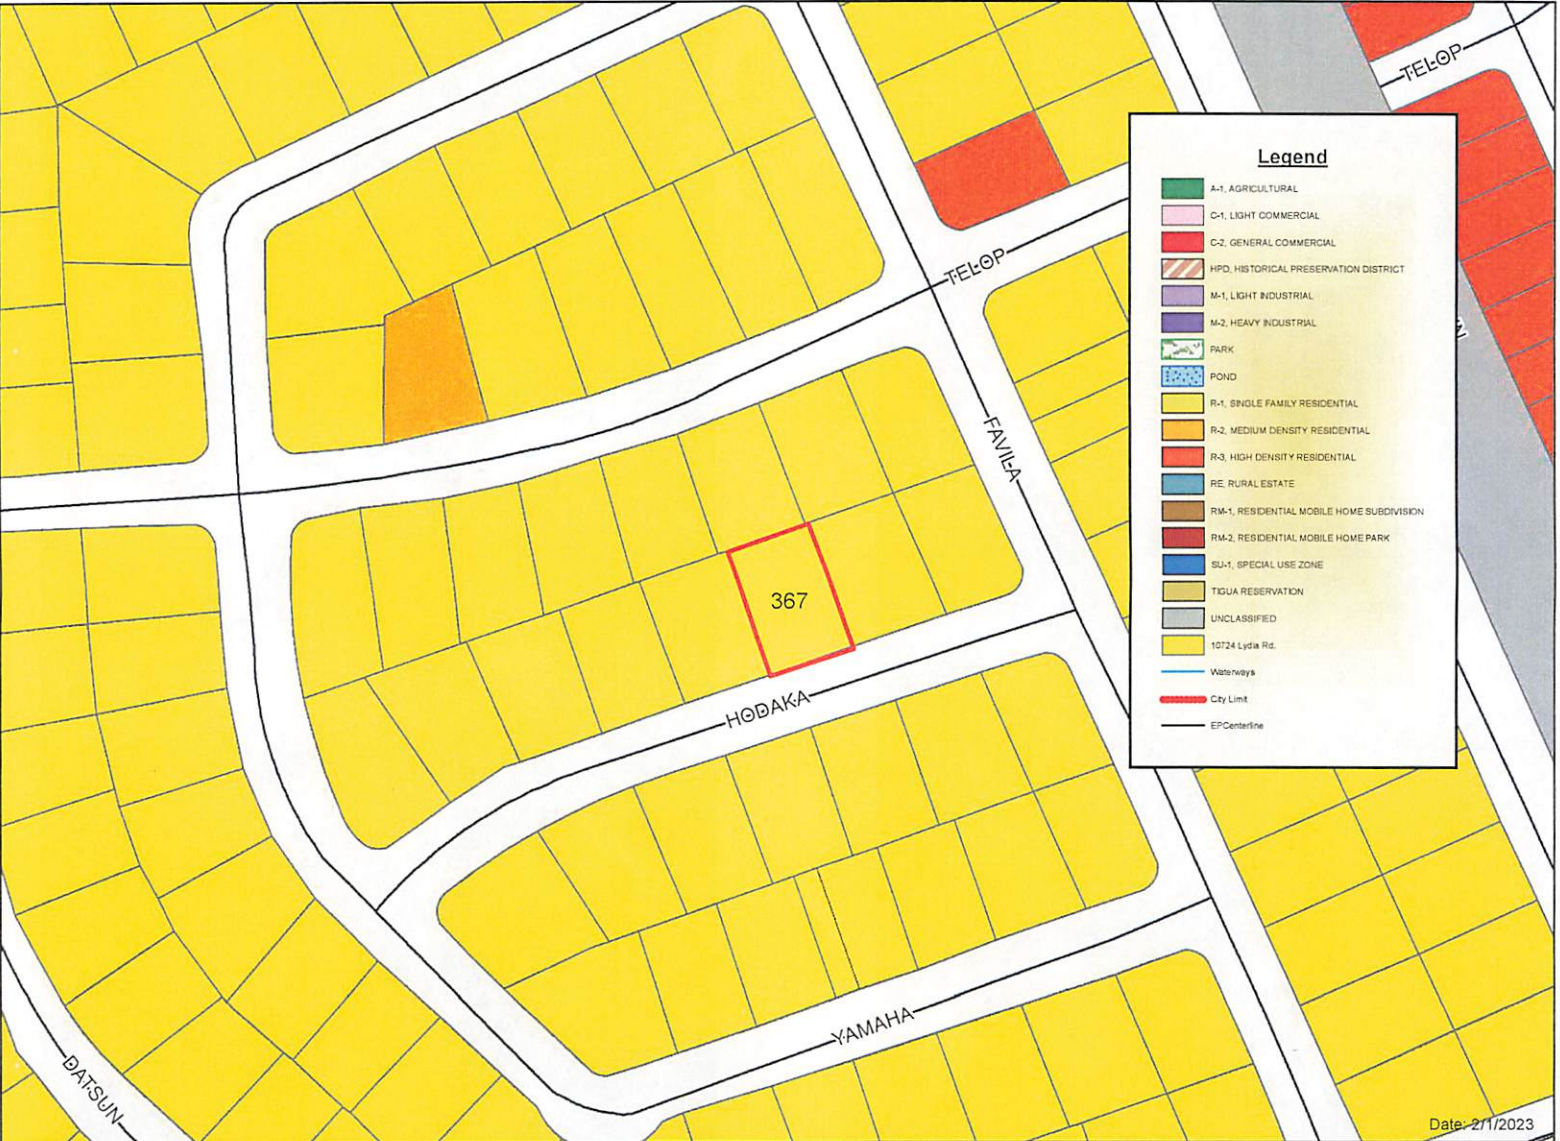 TELOP
Legend
A-1, AGRICULTURAL
C-1, LIGHT COMMERCIAL
C-2, GENERAL COMMERCIAL
HPD, HISTORICAL PRESERVATION DISTRICT
M-1, LIGHT INDUSTRIAL
M-2, HEAVY INDUSTRIAL
PARK
POND
R-1, SINGLE FAMILY RESIDENTIAL
R-2, MEDIUM DENSITY RESIDENTIAL
R-3, HIGH DENSITY RESIDENTIAL
RE, RURAL ESTATE
RM-1, RESIDENTIAL MOBILE HOME SUBDIVISION
RM-2, RESIDENTIAL MOBILE HOME PARK
SU-1, SPECIAL USE ZONE
TIGUA RESERVATION
UNCLASSIFIED
10724 Lydia Rd.
Waterways
City Limit
EPCenterline
TELOP
FAVILA
367
HODAKA
YAMAHA
DATSUN
Date: 2/1/2023